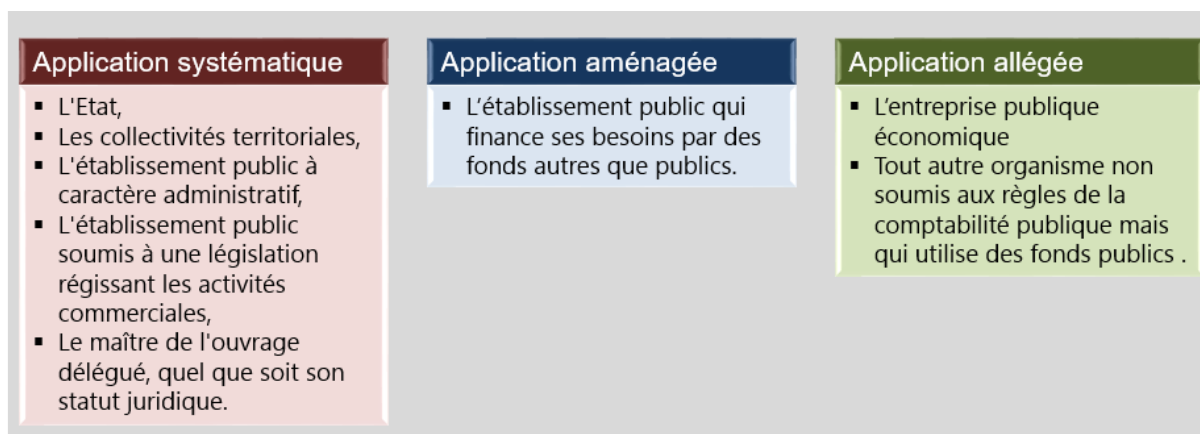 Application systématique
▪ L'Etat,
▪ Les collectivités territoriales,
▪ L'établissement public à
caractère administratif,
▪ L'établissement public
soumis à une législation
régissant les activités
commerciales,
▪ Le maître de l'ouvrage
délégué, quel que soit son
statut juridique.
Application aménagée
▪ L’établissement public qui
finance ses besoins par des
fonds autres que publics.
Application allégée
▪ L’entreprise publique
économique
▪ Tout autre organisme non
soumis aux règles de la
comptabilité publique mais
qui utilise des fonds publics .